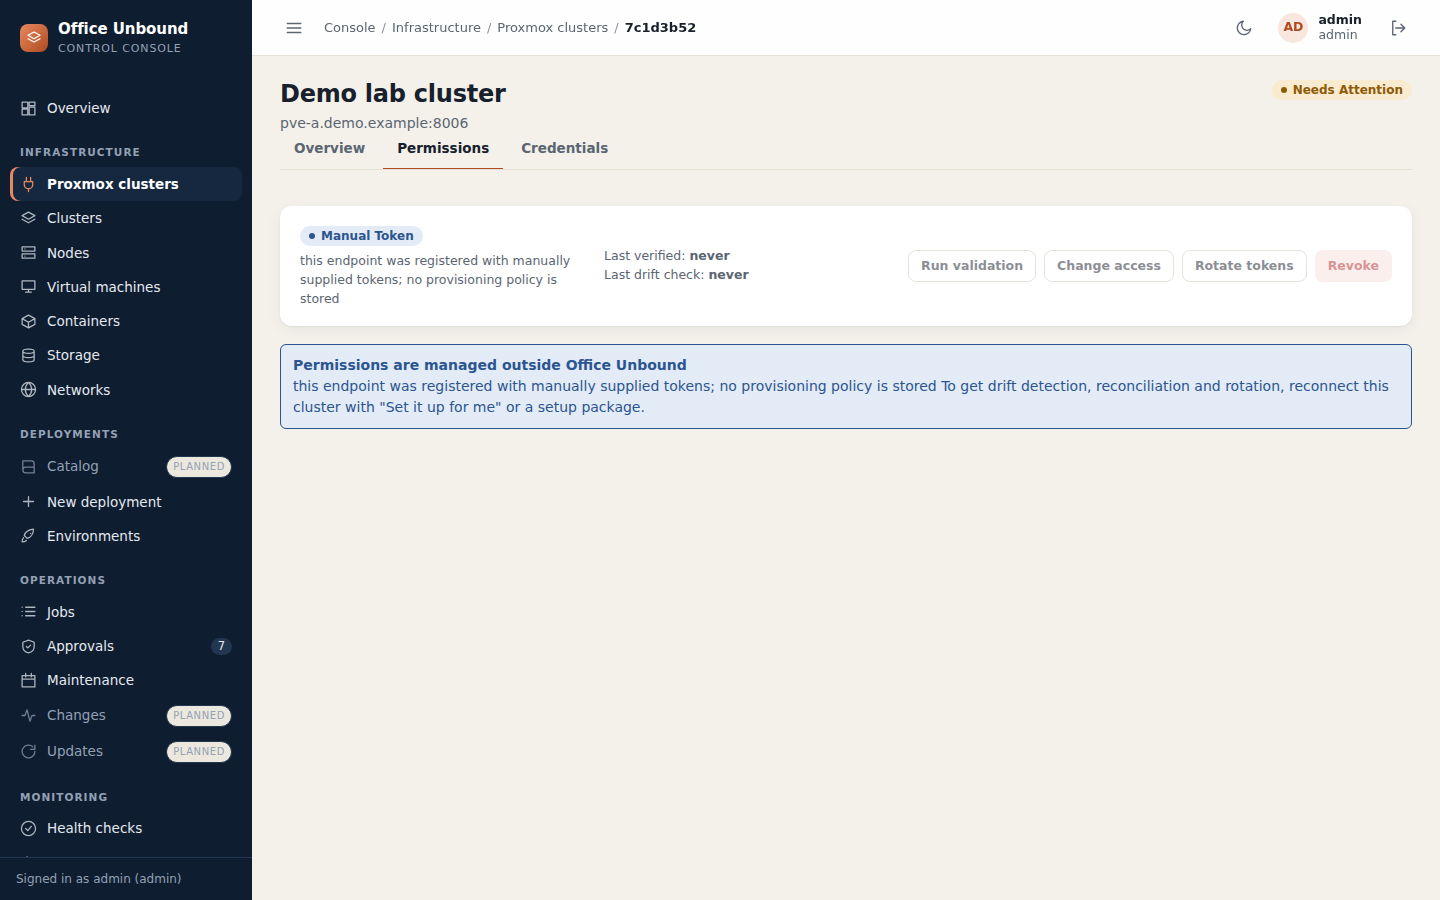 Office Unbound
CONTROL CONSOLE
Overview
INFRASTRUCTURE
Proxmox clusters
Clusters
Nodes
Virtual machines
Containers
Storage
Networks
DEPLOYMENTS
Catalog PLANNED
New deployment
Environments
OPERATIONS
Jobs
Approvals 7
Maintenance
Changes PLANNED
Updates PLANNED
MONITORING
Health checks
Signed in as admin (admin)
Console / Infrastructure / Proxmox clusters / 7c1d3b52
AD
admin
admin
Demo lab cluster
Needs Attention
pve-a.demo.example:8006
Overview Permissions Credentials
Manual Token
this endpoint was registered with manually
supplied tokens; no provisioning policy is
stored
Last verified: never
Last drift check: never
Run validation Change access Rotate tokens Revoke
Permissions are managed outside Office Unbound
this endpoint was registered with manually supplied tokens; no provisioning policy is stored To get drift detection, reconciliation and rotation, reconnect this
cluster with "Set it up for me" or a setup package.